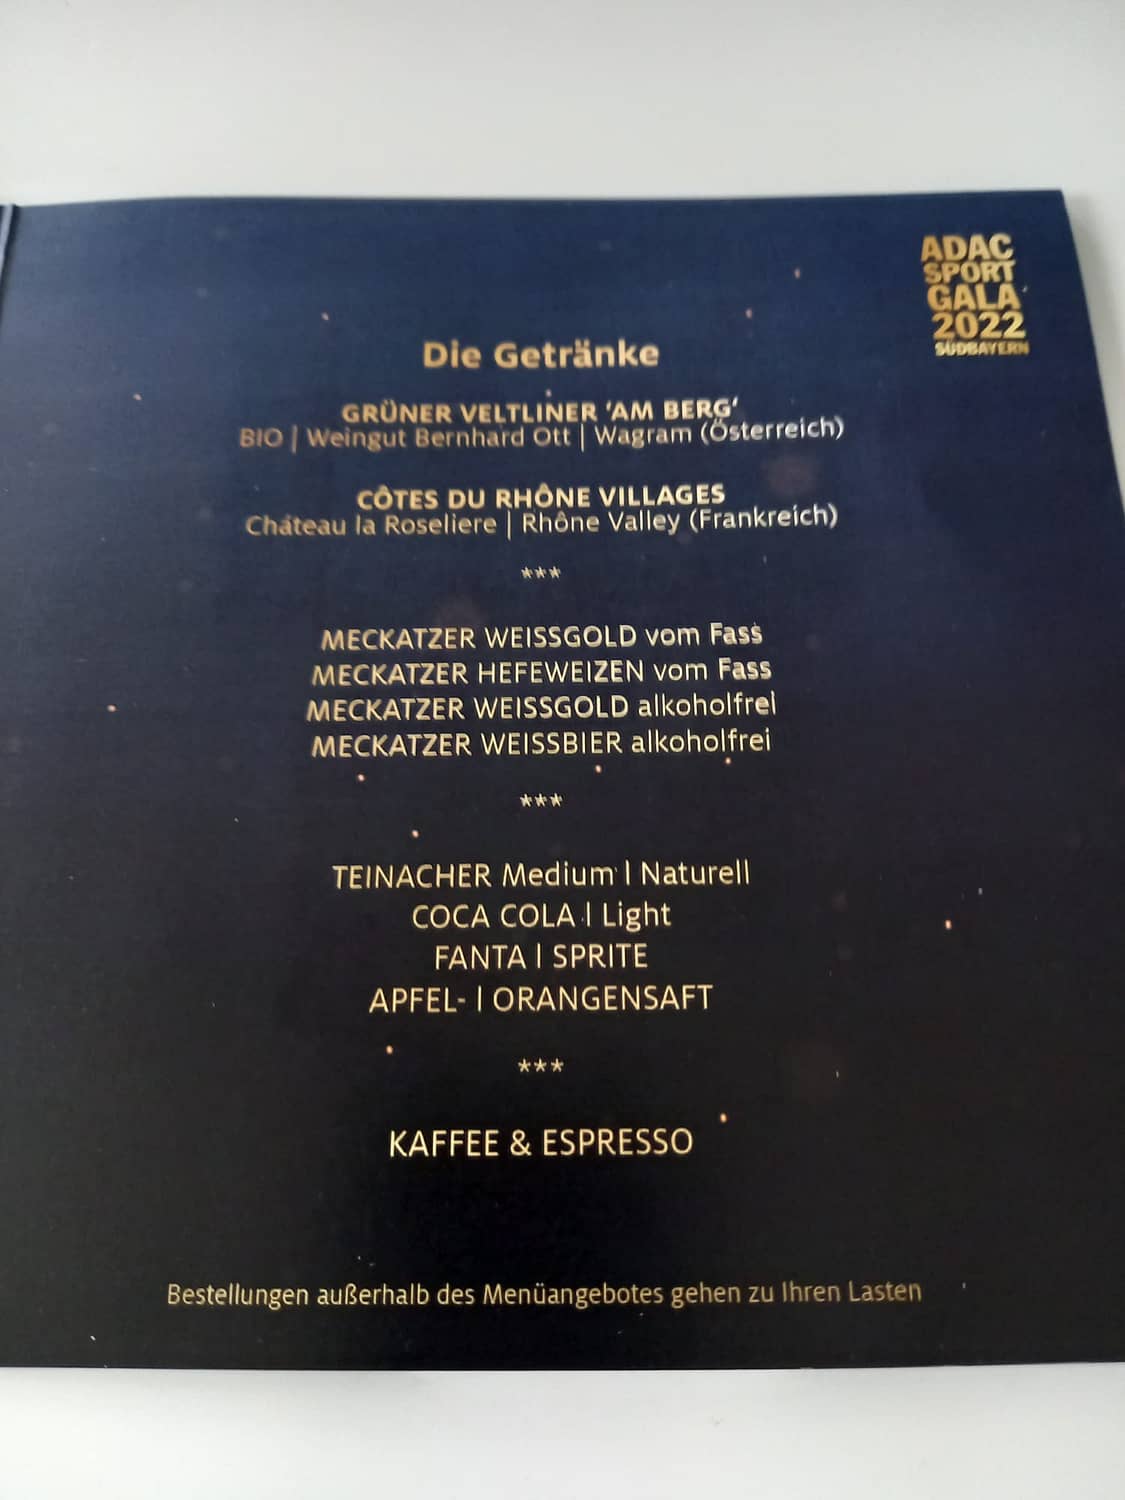 ADAC
SPORT
GALA
2022
SÜDBAYERN
Die Getränke
GRÜNER VELTLINER ‘AM BERG‘
BIO | Weingut Bernhard Ott | Wagram (Österreich)
CÔTES DU RHÔNE VILLAGES
Château la Roseliere | Rhône Valley (Frankreich)
***
MECKATZER WEISSGOLD vom Fass
MECKATZER HEFEWEIZEN vom Fass
MECKATZER WEISSGOLD alkoholfrei
MECKATZER WEISSBIER alkoholfrei
***
TEINACHER Medium | Naturell
COCA COLA | Light
FANTA | SPRITE
APFEL- | ORANGENSAFT
***
KAFFEE & ESPRESSO
Bestellungen außerhalb des Menüangebotes gehen zu Ihren Lasten